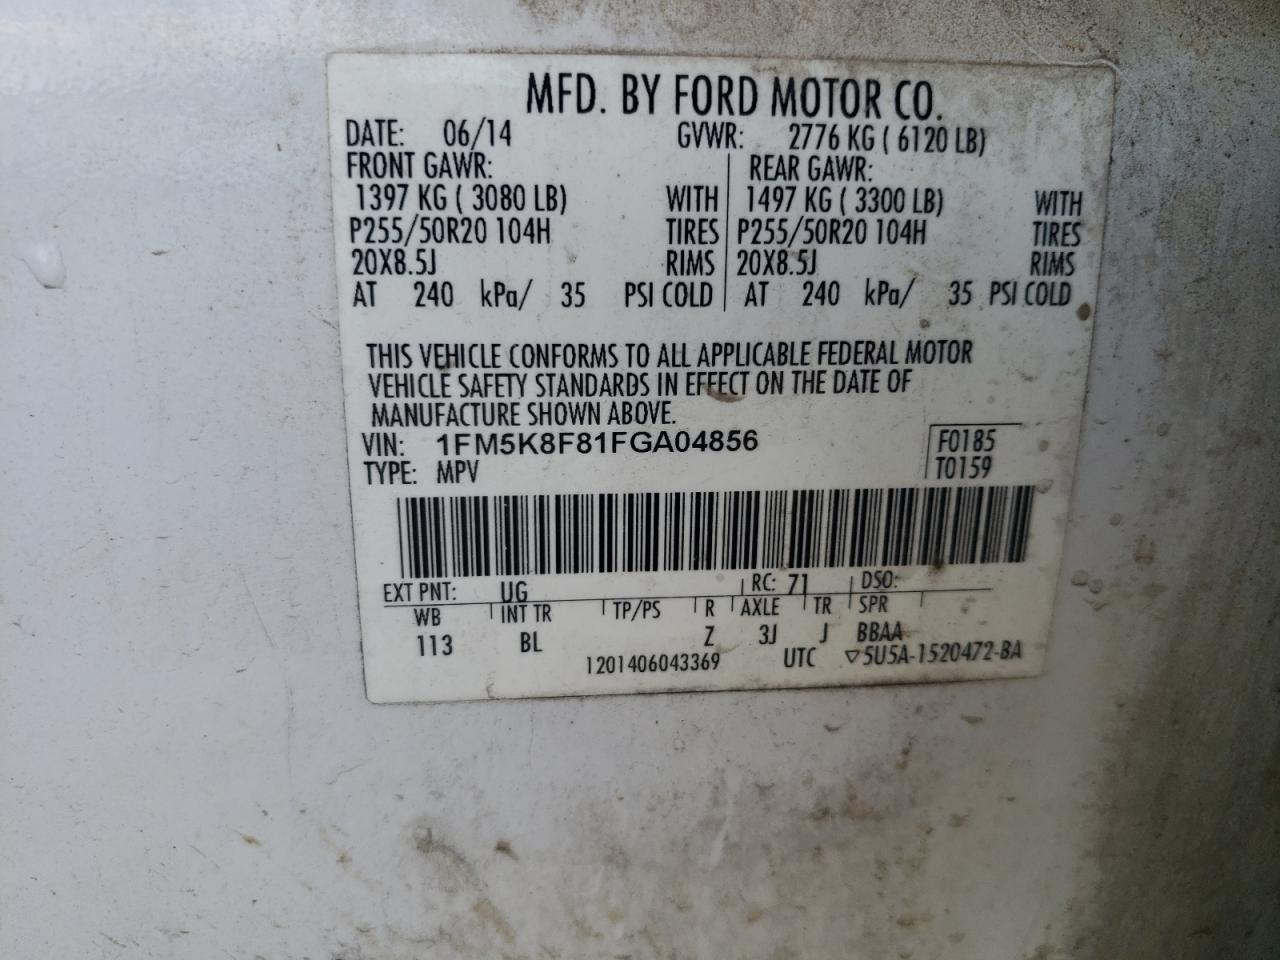 MFD. BY FORD MOTOR CO.
DATE: 06/14 GVWR: 2776 KG ( 6120 LB)
FRONT GAWR: REAR GAWR:
1397 KG ( 3080 LB) WITH 1497 KG ( 3300 LB) WITH
P255/50R20 104H TIRES P255/50R20 104H TIRES
20X8.5J RIMS 20X8.5J RIMS
AT 240 kPa/ 35 PSI COLD AT 240 kPa/ 35 PSI COLD
THIS VEHICLE CONFORMS TO ALL APPLICABLE FEDERAL MOTOR
VEHICLE SAFETY STANDARDS IN EFFECT ON THE DATE OF
MANUFACTURE SHOWN ABOVE.
VIN: 1FM5K8F81FGA04856 F0185
TYPE: MPV T0159
EXT PNT: UG RC: 71 DSO:
WB INT TR TP/PS R AXLE TR SPR
113 BL Z 3J J BBAA
1201406043369 UTC ▽5U5A-1520472-BA